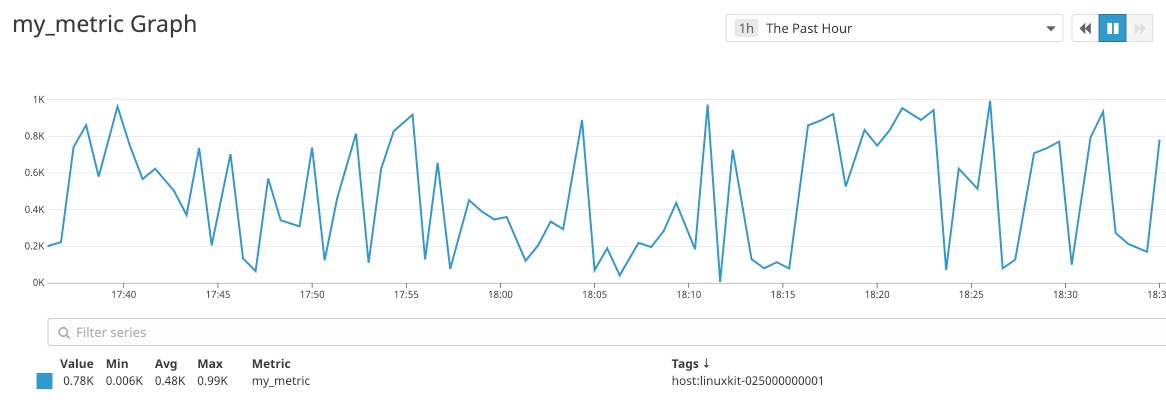 my_metric Graph
1h The Past Hour
1K
0.8K
0.6K
0.4K
0.2K
0K
17:40 17:45 17:50 17:55 18:00 18:05 18:10 18:15 18:20 18:25 18:30 18:3
Filter series
Value Min Avg Max Metric Tags ↓
0.78K 0.006K 0.48K 0.99K my_metric host:linuxkit-025000000001